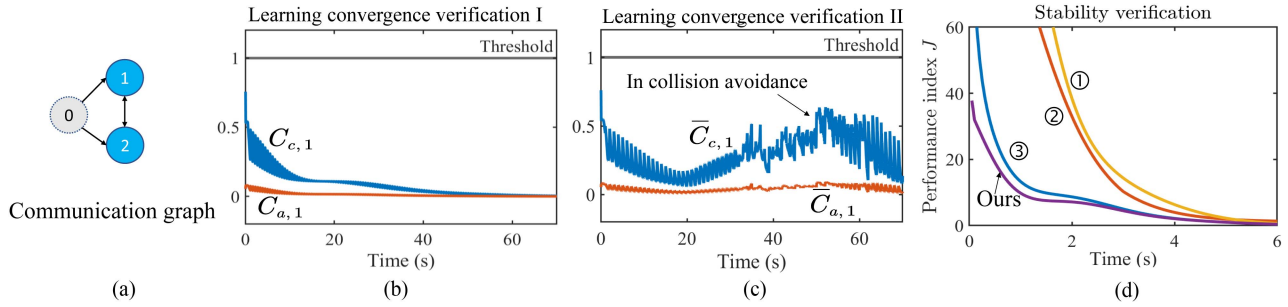 0
1
2
Communication graph
(a)
Learning convergence verification I
Threshold
1
0.5
0
C_{c, 1}
C_{a, 1}
0
20
40
60
Time (s)
(b)
Learning convergence verification II
Threshold
In collision avoidance
1
0.5
0
\overline{C}_{c, 1}
\overline{C}_{a, 1}
0
20
40
60
Time (s)
(c)
Stability verification
Performance index J
60
40
20
0
①
②
③
Ours
0
2
4
6
Time (s)
(d)